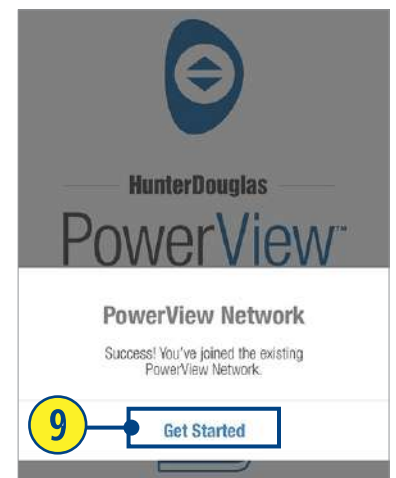 HunterDouglas
PowerView™
PowerView Network
Success! You've joined the existing
PowerView Network.
9
Get Started